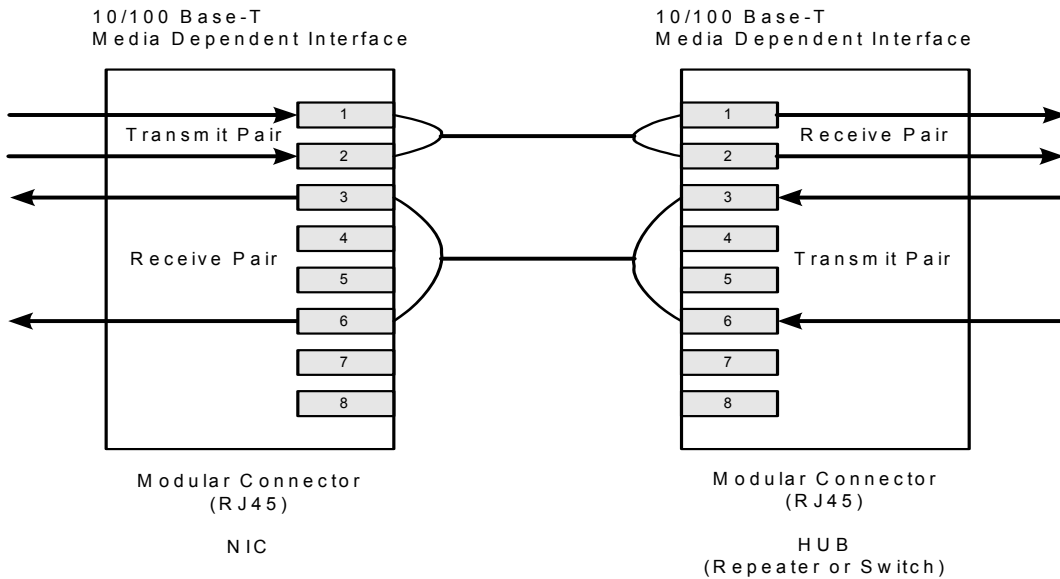 10/100 Base-T
Media Dependent Interface
1
Transmit Pair
2
3
4
Receive Pair
5
6
7
8
Modular Connector
(RJ45)
NIC
10/100 Base-T
Media Dependent Interface
1
Receive Pair
2
3
4
Transmit Pair
5
6
7
8
Modular Connector
(RJ45)
HUB
(Repeater or Switch)